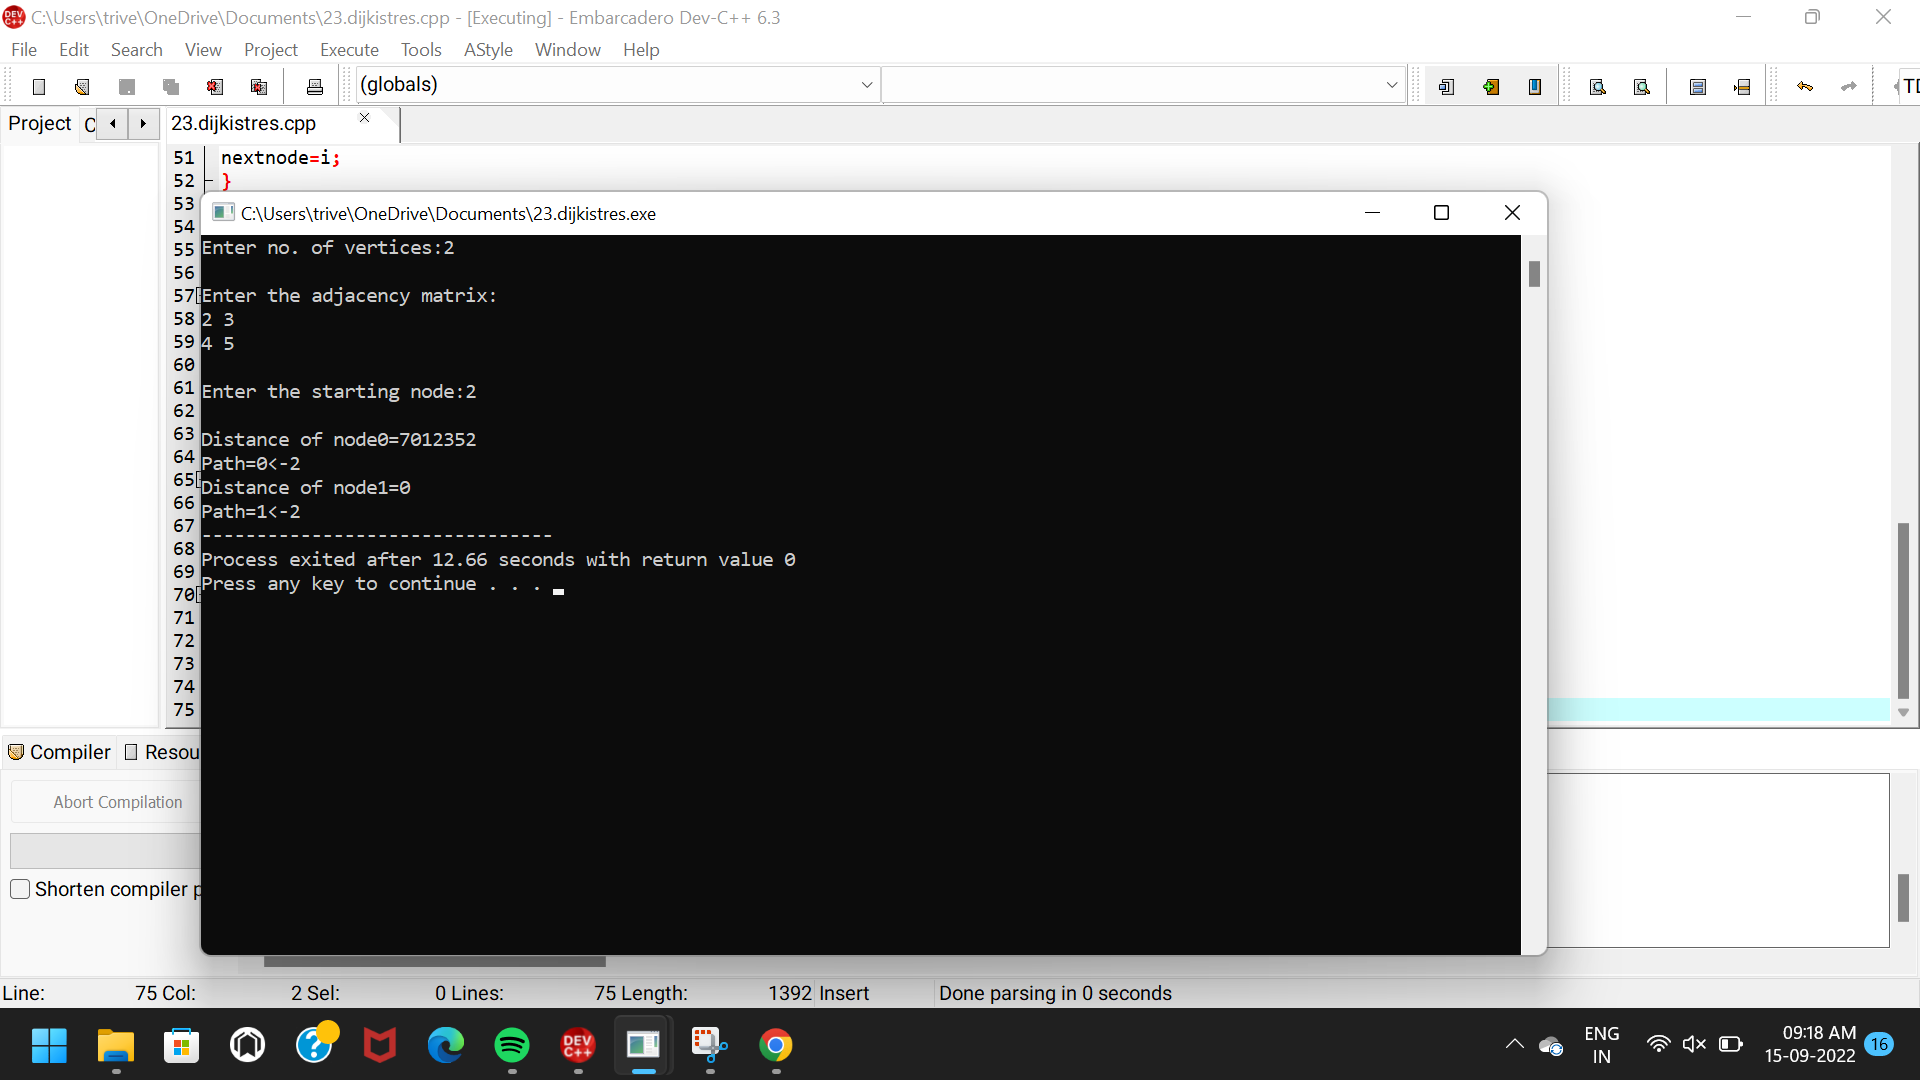 C:\Users\trive\OneDrive\Documents\23.dijkistres.cpp - [Executing] - Embarcadero Dev-C++ 6.3
File Edit Search View Project Execute Tools AStyle Window Help
(globals)
Project
23.dijkistres.cpp
51 nextnode=i;
52 }
53
C:\Users\trive\OneDrive\Documents\23.dijkistres.exe
54
55
Enter no. of vertices:2
56
57
Enter the adjacency matrix:
58
2 3
59
4 5
60
61
Enter the starting node:2
62
63
Distance of node0=7012352
64
Path=0<-2
65
Distance of node1=0
66
Path=1<-2
67
--------------------------------
68
Process exited after 12.66 seconds with return value 0
69
Press any key to continue . . .
70
71
72
73
74
75
Compiler
Abort Compilation
Shorten compiler
Line: 75 Col: 2 Sel: 0 Lines: 75 Length: 1392 Insert Done parsing in 0 seconds
DEV C++
ENG
IN
09:18 AM
15-09-2022
16